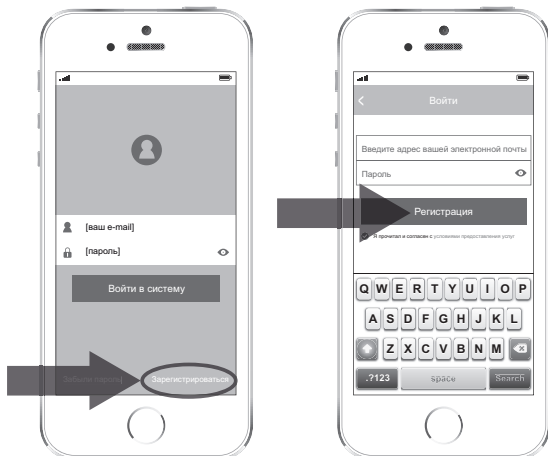 [ваш e-mail]
[пароль]
Войти в систему
Забыли пароль
Зарегистрироваться
Войти
Введите адрес вашей электронной почты
Пароль
Регистрация
Я прочитал и согласен с условиями предоставления услуг
Q W E R T Y U I O P
A S D F G H J K L
Z X C V B N M
.?123 space Search